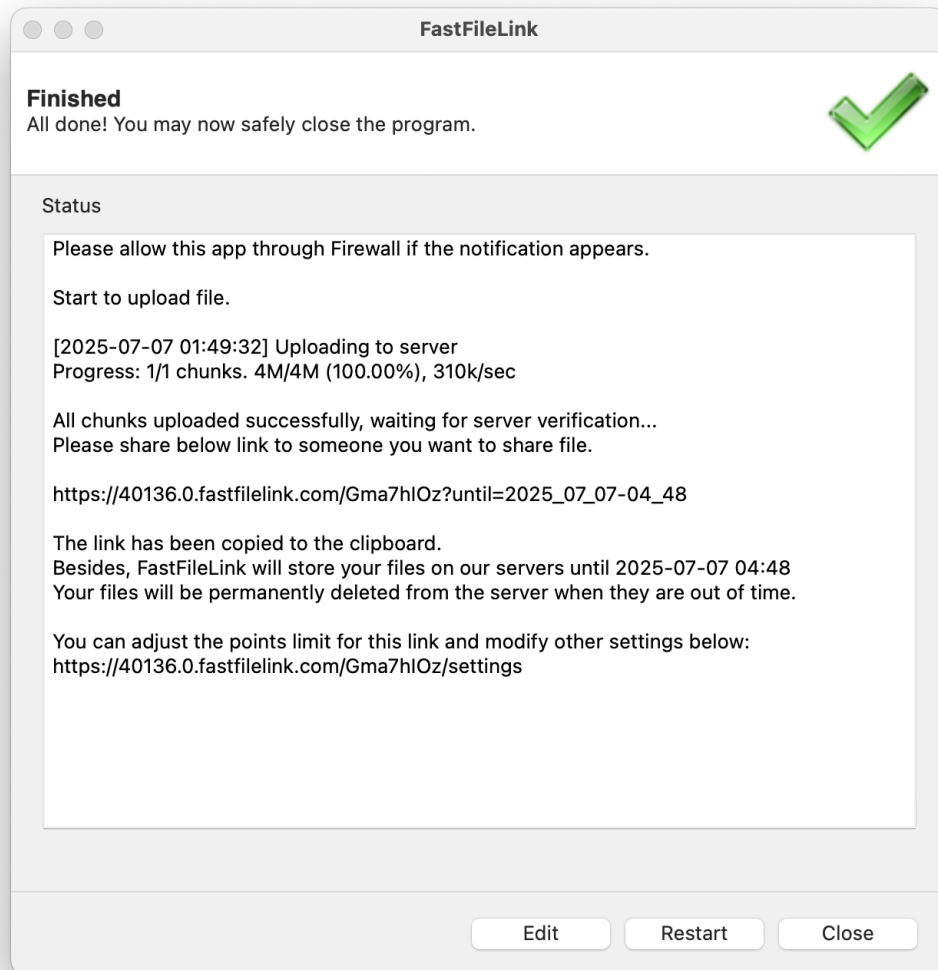 FastFileLink
Finished
All done! You may now safely close the program.
Status
Please allow this app through Firewall if the notification appears.
Start to upload file.
[2025-07-07 01:49:32] Uploading to server
Progress: 1/1 chunks. 4M/4M (100.00%), 310k/sec
All chunks uploaded successfully, waiting for server verification...
Please share below link to someone you want to share file.
https://40136.0.fastfilelink.com/Gma7hIOz?until=2025_07_07-04_48
The link has been copied to the clipboard.
Besides, FastFileLink will store your files on our servers until 2025-07-07 04:48
Your files will be permanently deleted from the server when they are out of time.
You can adjust the points limit for this link and modify other settings below:
https://40136.0.fastfilelink.com/Gma7hIOz/settings
Edit
Restart
Close